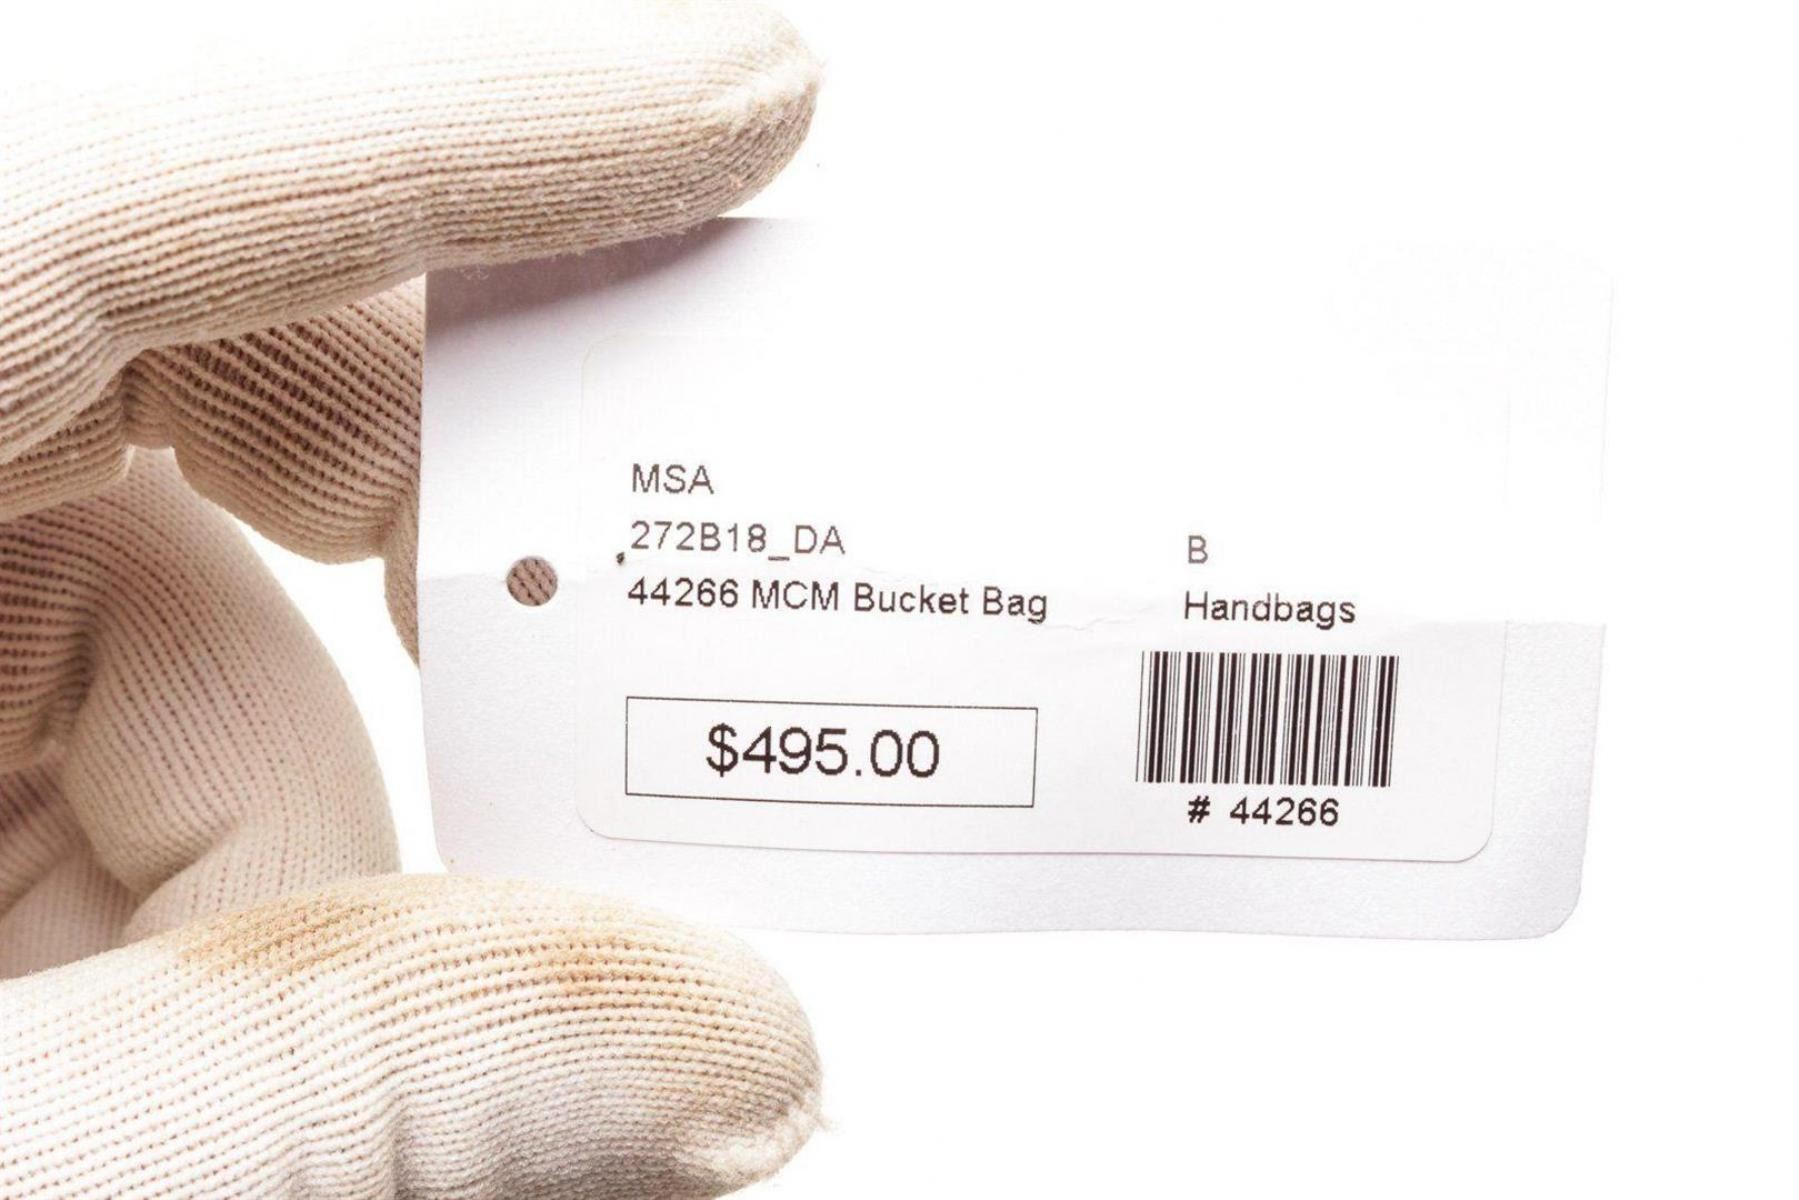 MSA
272B18_DA
B
44266 MCM Bucket Bag
Handbags
$495.00
# 44266